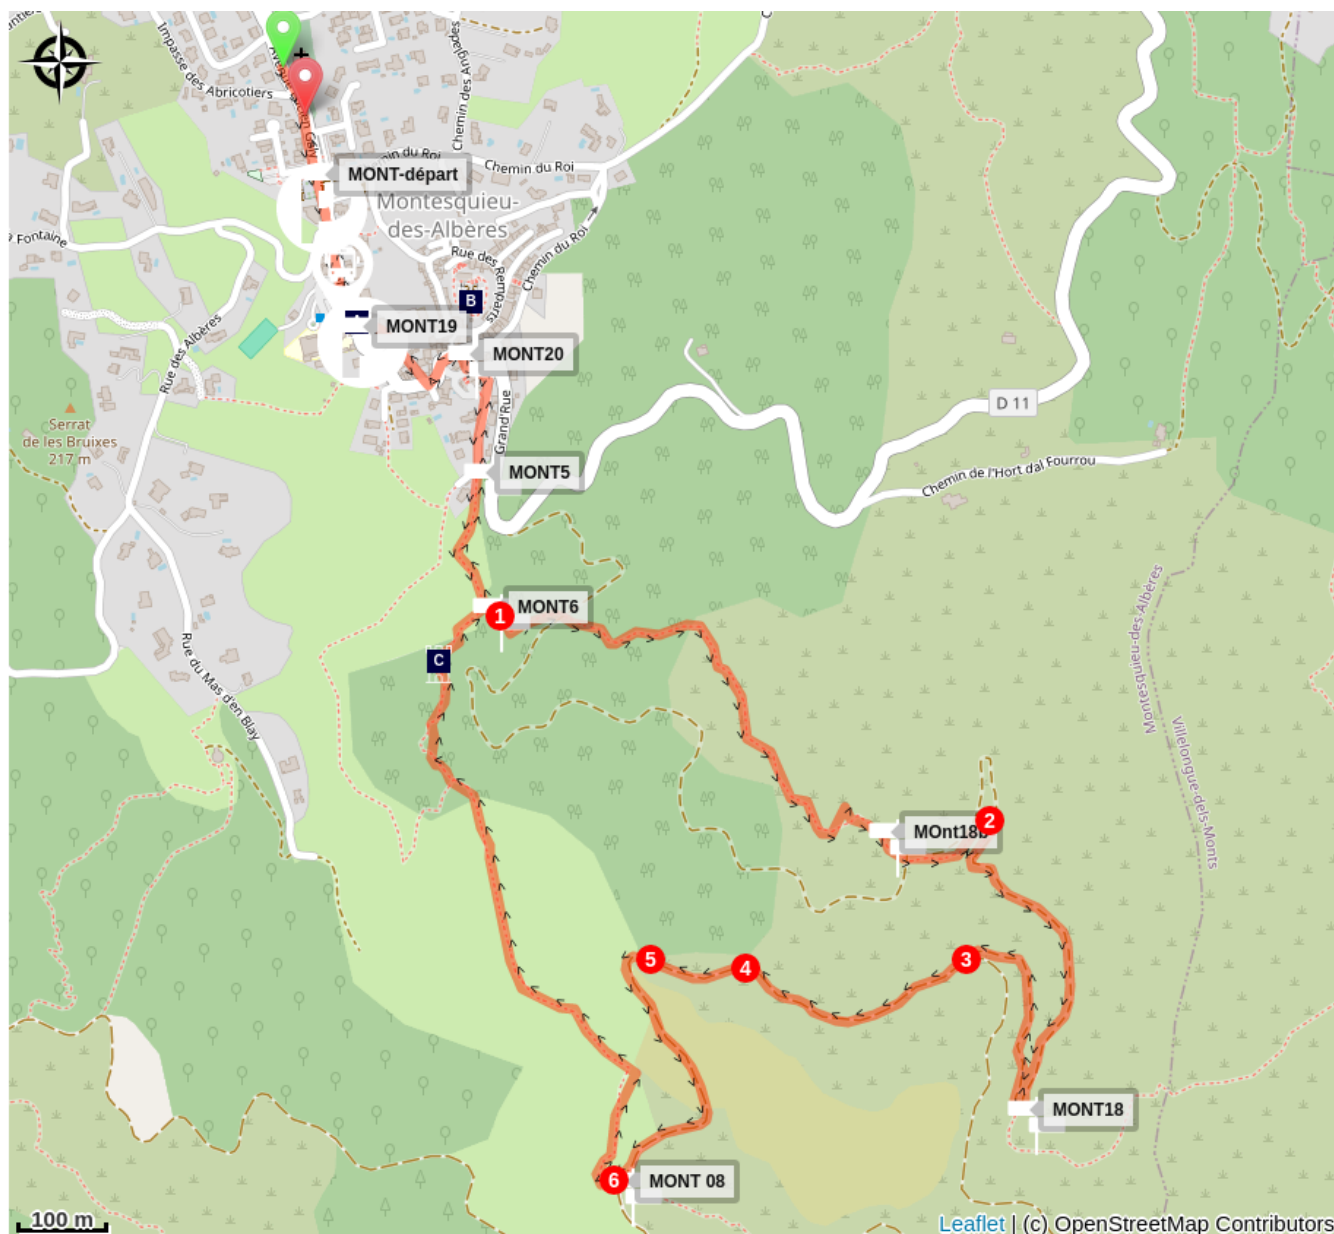 Impasse des Abricotiers
Chemin des Anglades
Chemin du Roi
MONT-départ
Montesquieu-
des-Albères
Fontaine
Rue des Remparts
Chemin du Roi
B
MONT19
MONT20
Rue des Albères
Grand'Rue
D 11
Serrat
de les Bruixes
217 m
MONT5
Chemin de l'Hort dal Fourrou
1
MONT6
C
Rue du Mas d'en Blay
Montesquieu-des-Albères
Villelongue-dels-Monts
2
5
4
3
MONT18
6
MONT 08
100 m
Leaflet | (c) OpenStreetMap Contributors